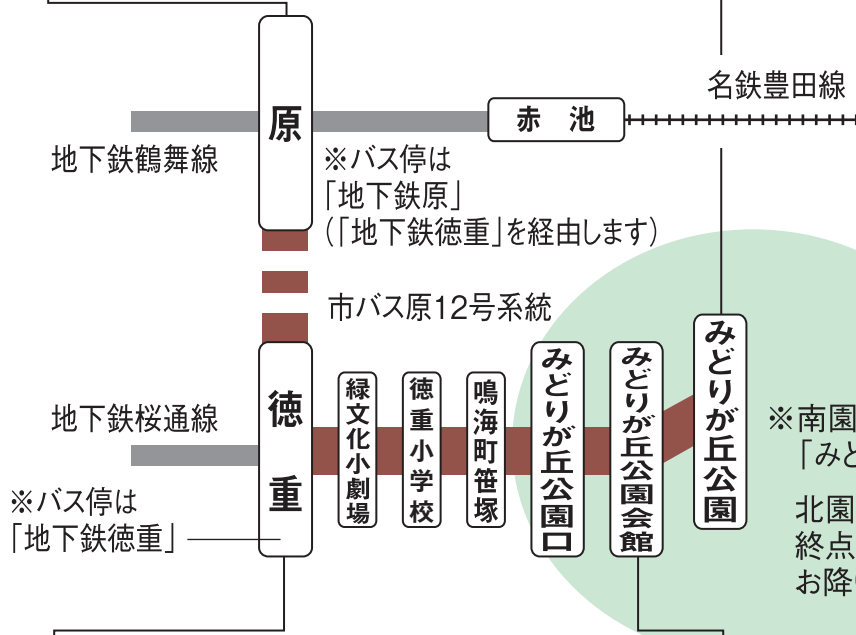 原
赤 池
名鉄豊田線
地下鉄鶴舞線
※バス停は
「地下鉄原」
(「地下鉄徳重」を経由します)
市バス原12号系統
徳重
地下鉄桜通線
※バス停は
「地下鉄徳重」
緑文化小劇場
徳重小学校
鳴海町笹塚
みどりが丘公園口
みどりが丘公園会館
みどりが丘公園
※南園
「みど
北園
終点
お降り